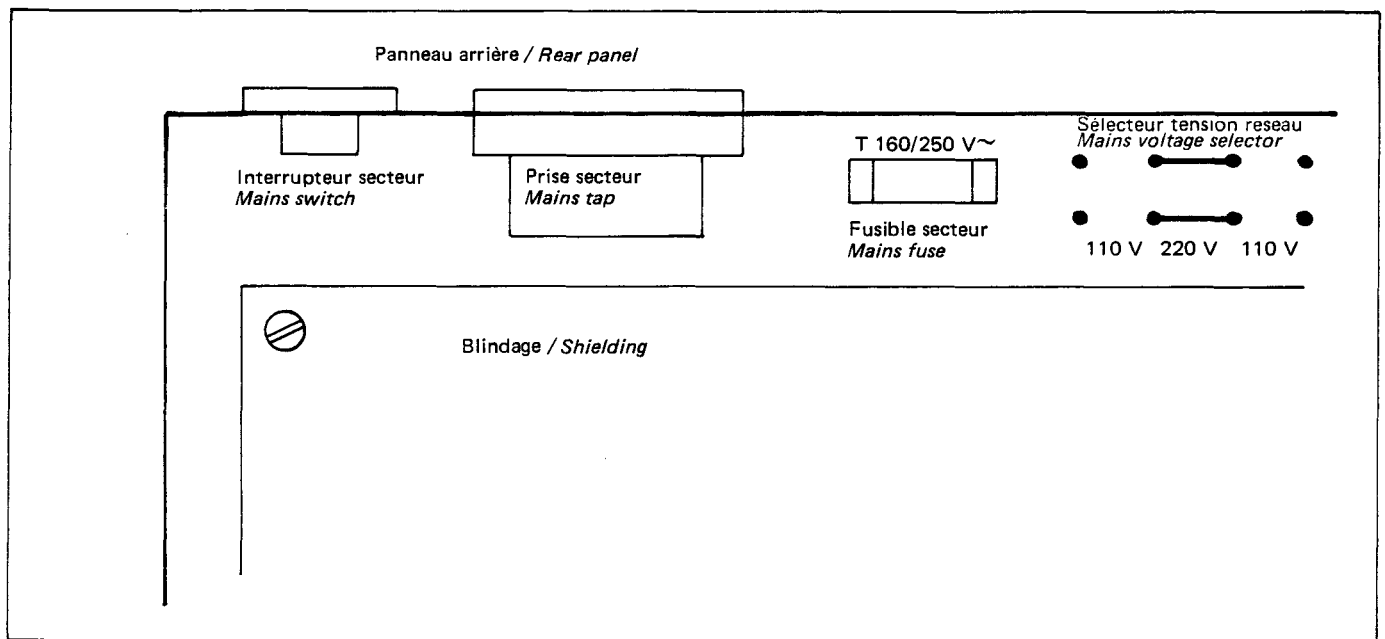 Panneau arrière / Rear panel
Interrupteur secteur
Mains switch
Prise secteur
Mains tap
T 160/250 V~
Fusible secteur
Mains fuse
Sélecteur tension reseau
Mains voltage selector
110 V 220 V 110 V
Blindage / Shielding